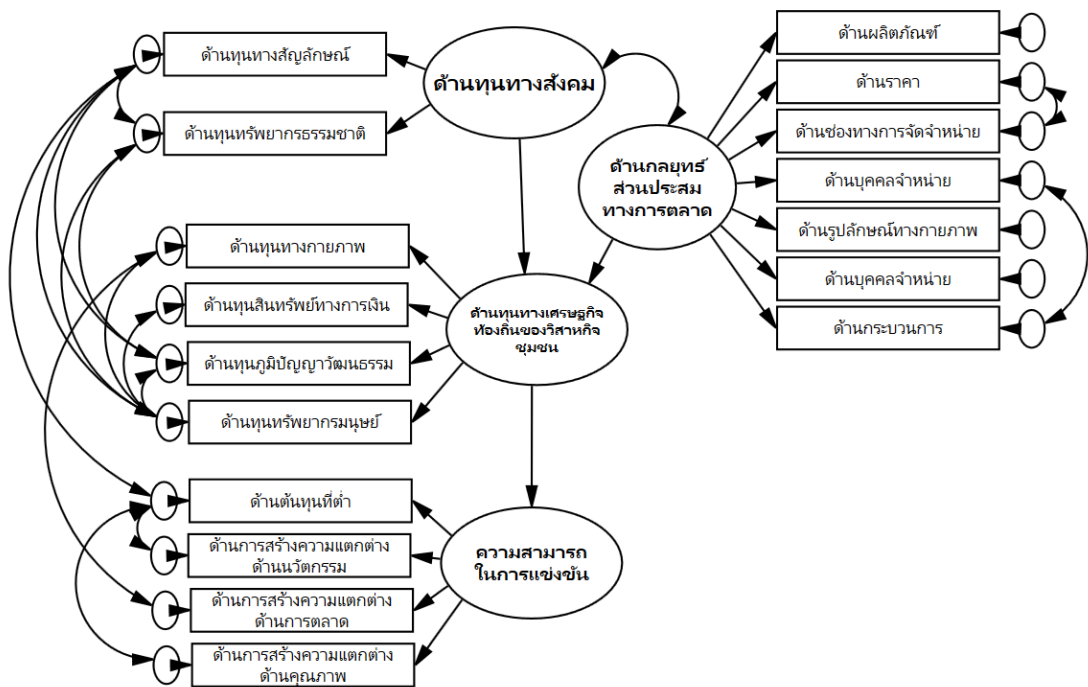 ด้านทุนทางสัญลักษณ์
ด้านทุนทรัพยากรธรรมชาติ
ด้านทุนทางสังคม
ด้านกลยุทธ์
ส่วนประสม
ทางการตลาด
ด้านผลิตภัณฑ์
ด้านราคา
ด้านช่องทางการจัดจำหน่าย
ด้านบุคคลจำหน่าย
ด้านรูปลักษณ์ทางกายภาพ
ด้านบุคคลจำหน่าย
ด้านกระบวนการ
ด้านทุนทางกายภาพ
ด้านทุนสินทรัพย์ทางการเงิน
ด้านทุนภูมิปัญญาวัฒนธรรม
ด้านทุนทรัพยากรมนุษย์
ด้านทุนทางเศรษฐกิจ
ท้องถิ่นของวิสาหกิจ
ชุมชน
ด้านต้นทุนที่ต่ำ
ด้านการสร้างความแตกต่าง
ด้านนวัตกรรม
ด้านการสร้างความแตกต่าง
ด้านการตลาด
ด้านการสร้างความแตกต่าง
ด้านคุณภาพ
ความสามารถ
ในการแข่งขัน